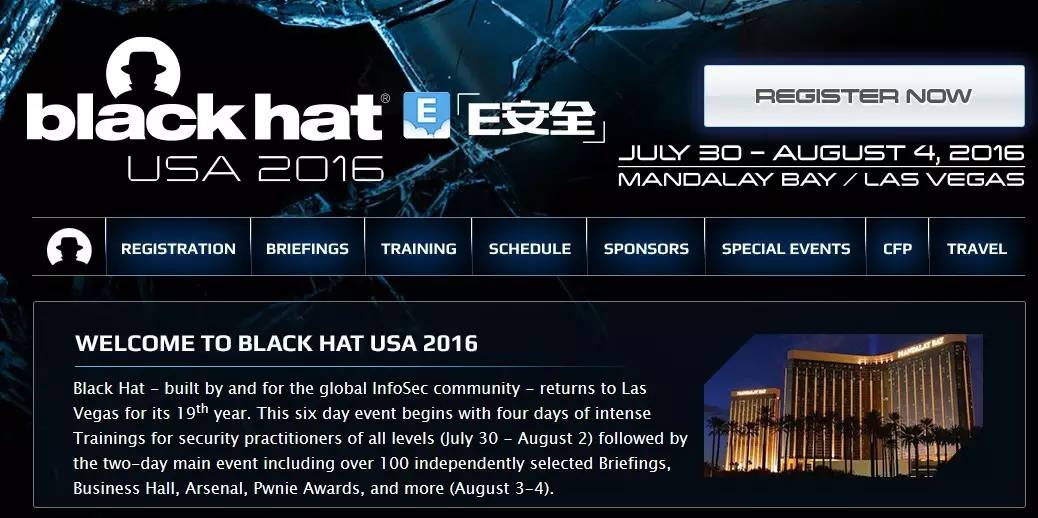 black hat®
E 「E安全」
USA 2016
REGISTER NOW
JULY 30 - AUGUST 4, 2016
MANDALAY BAY / LAS VEGAS
REGISTRATION BRIEFINGS TRAINING SCHEDULE SPONSORS SPECIAL EVENTS CFP TRAVEL
WELCOME TO BLACK HAT USA 2016
Black Hat - built by and for the global InfoSec community - returns to Las
Vegas for its 19th year. This six day event begins with four days of intense
Trainings for security practitioners of all levels (July 30 - August 2) followed by
the two-day main event including over 100 independently selected Briefings,
Business Hall, Arsenal, Pwnie Awards, and more (August 3-4).
MANDALAY BAY
MANDALAY BAY